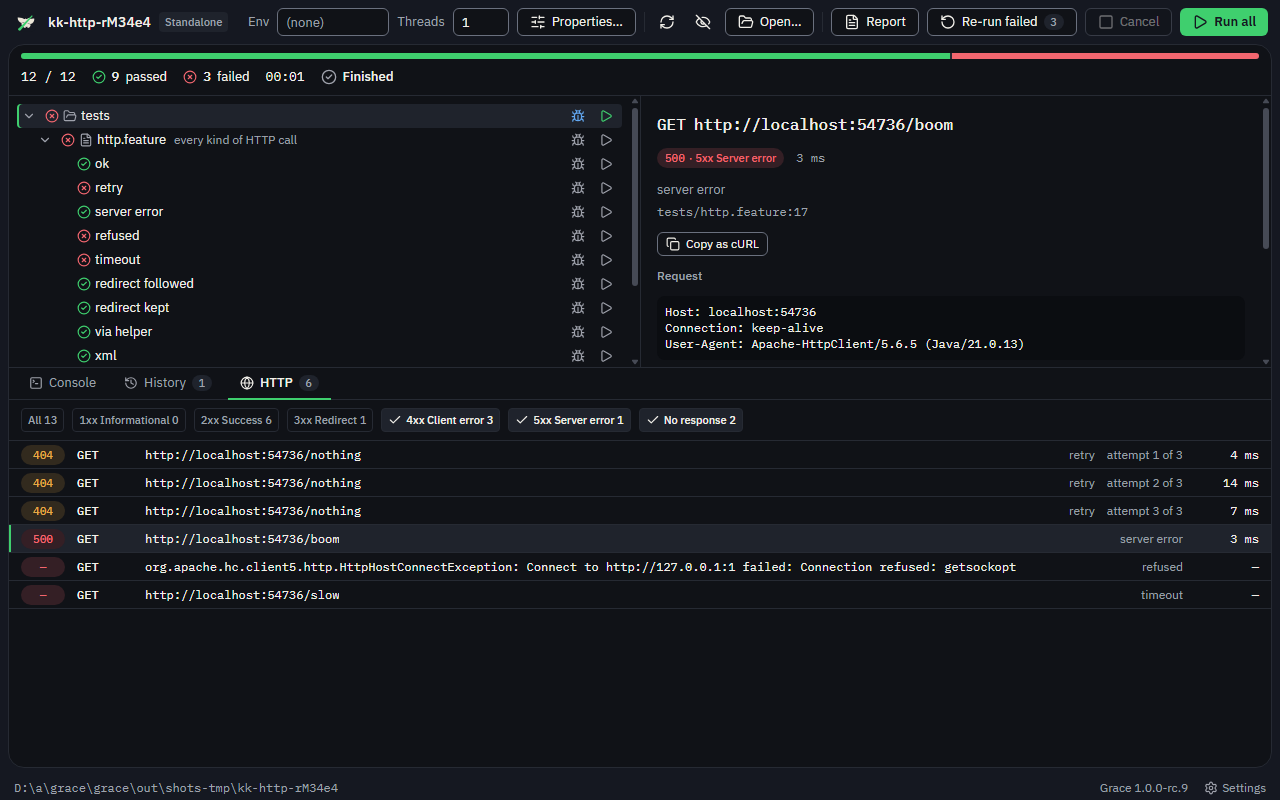 kk-http-rM34e4 Standalone Env (none) Threads 1 Properties... Open... Report Re-run failed 3 Cancel Run all
12 / 12 9 passed 3 failed 00:01 Finished
tests
http.feature every kind of HTTP call
ok
retry
server error
refused
timeout
redirect followed
redirect kept
via helper
xml
GET http://localhost:54736/boom
500 · 5xx Server error 3 ms
server error
tests/http.feature:17
Copy as cURL
Request
Host: localhost:54736
Connection: keep-alive
User-Agent: Apache-HttpClient/5.6.5 (Java/21.0.13)
Console History 1 HTTP 6
All 13 1xx Informational 0 2xx Success 6 3xx Redirect 1 4xx Client error 3 5xx Server error 1 No response 2
404 GET http://localhost:54736/nothing retry attempt 1 of 3 4 ms
404 GET http://localhost:54736/nothing retry attempt 2 of 3 14 ms
404 GET http://localhost:54736/nothing retry attempt 3 of 3 7 ms
500 GET http://localhost:54736/boom server error 3 ms
— GET org.apache.hc.client5.http.HttpHostConnectException: Connect to http://127.0.0.1:1 failed: Connection refused: getsockopt refused —
— GET http://localhost:54736/slow timeout —
D:\a\grace\grace\out\shots-tmp\kk-http-rM34e4 Grace 1.0.0-rc.9 Settings